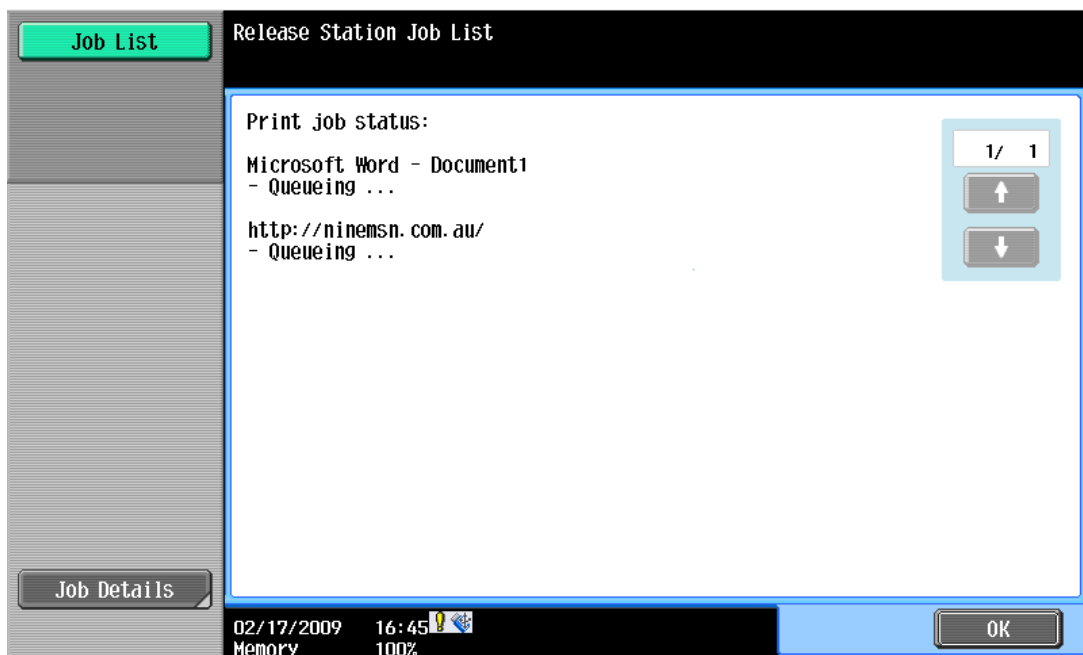 Job List
Release Station Job List
Print job status:
Microsoft Word - Document1
- Queueing ...
http://ninemsn.com.au/
- Queueing ...
1/ 1
Job Details
02/17/2009 16:45
Memory 100%
OK